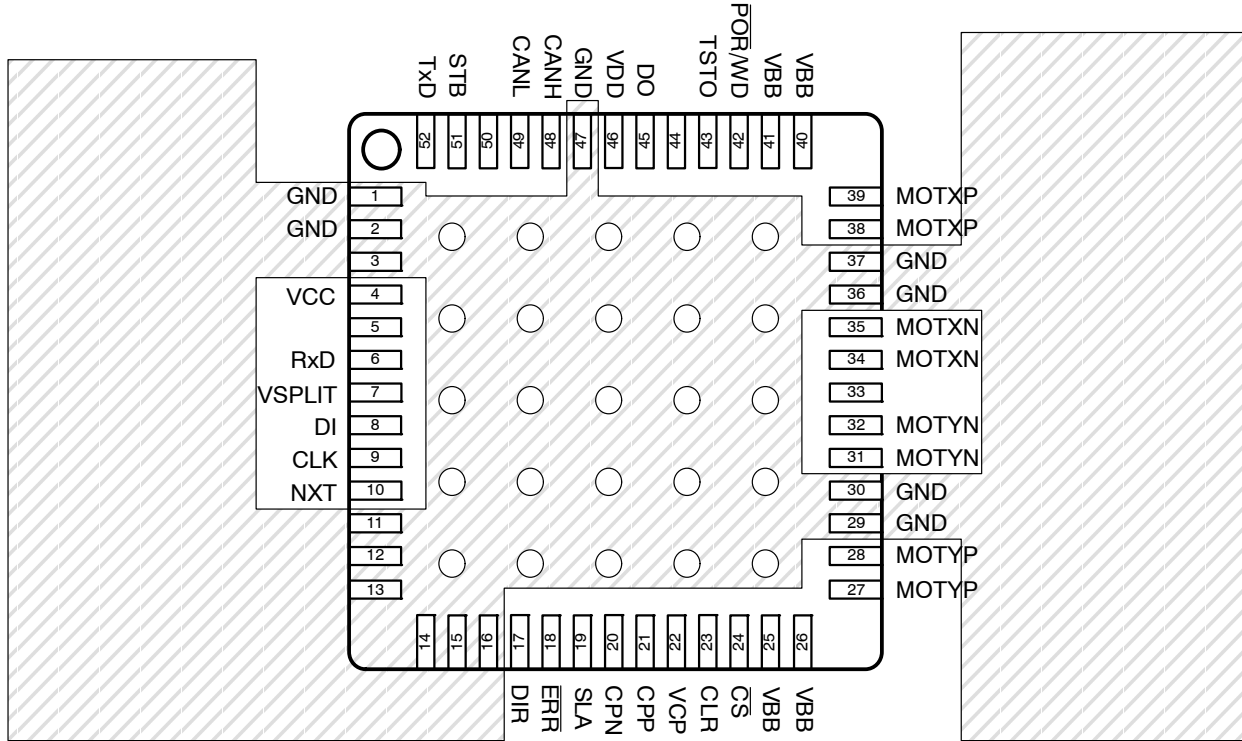 TxD STB CANL CANH GND VDD DO TSTO POR/WD VBB VBB
52 51 50 49 48 47 46 45 44 43 42 41 40
GND 1 39 MOTXP
GND 2 38 MOTXP
3 37 GND
VCC 4 36 GND
5 35 MOTXN
RxD 6 34 MOTXN
VSPLIT 7 33
DI 8 32 MOTYN
CLK 9 31 MOTYN
NXT 10 30 GND
11 29 GND
12 28 MOTYP
13 27 MOTYP
14 15 16 17 18 19 20 21 22 23 24 25 26
DIR ERR SLA CPN CPP VCP CLR CS VBB VBB